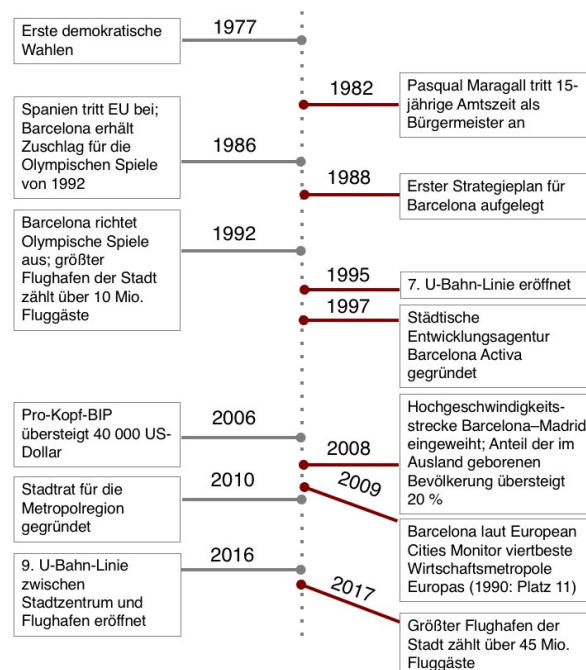 Erste demokratische
Wahlen
1977
1982
Pasqual Maragall tritt 15-
jährige Amtszeit als
Bürgermeister an
Spanien tritt EU bei;
Barcelona erhält
Zuschlag für die
Olympischen Spiele
von 1992
1986
1988
Erster Strategieplan für
Barcelona aufgelegt
Barcelona richtet
Olympische Spiele
aus; größter
Flughafen der Stadt
zählt über 10 Mio.
Fluggäste
1992
1995
7. U-Bahn-Linie eröffnet
1997
Städtische
Entwicklungsagentur
Barcelona Activa
gegründet
Pro-Kopf-BIP
übersteigt 40 000 US-
Dollar
2006
2008
Hochgeschwindigkeits-
strecke Barcelona–Madrid
eingeweiht; Anteil der im
Ausland geborenen
Bevölkerung übersteigt
20 %
2009
Barcelona laut European
Cities Monitor viertbeste
Wirtschaftsmetropole
Europas (1990: Platz 11)
Stadtrat für die
Metropolregion
gegründet
2010
9. U-Bahn-Linie
zwischen
Stadtzentrum und
Flughafen eröffnet
2016
2017
Größter Flughafen der
Stadt zählt über 45 Mio.
Fluggäste